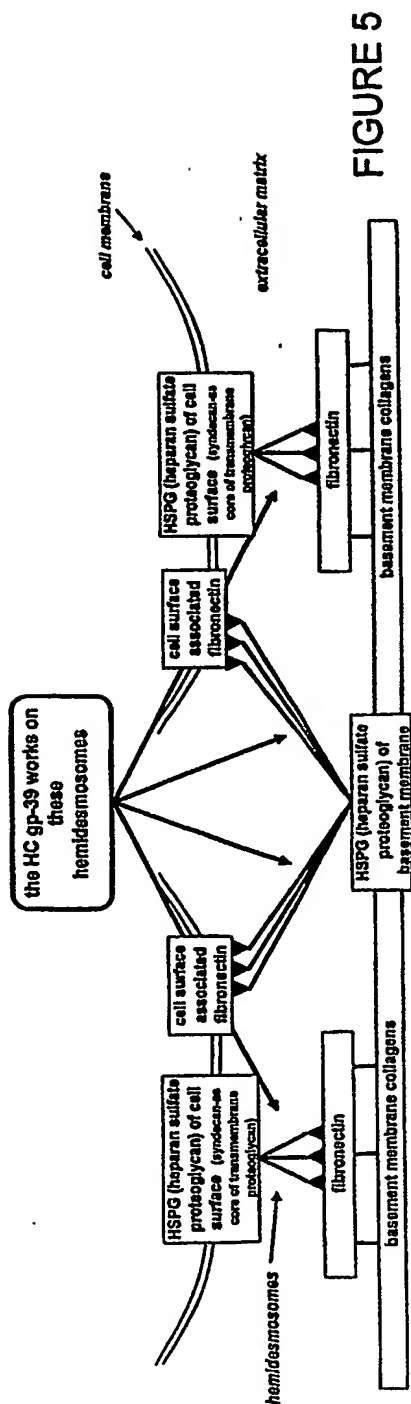 the HC gp-39 works on
these
hemidesmosomes
cell membrane
extracellular matrix
HSPG (heparan sulfate
proteoglycan) of cell
surface (syndecan-as
core of transmembrane
proteoglycan)
cell surface
associated
fibronectin
cell surface
associated
fibronectin
HSPG (heparan sulfate
proteoglycan) of cell
surface (syndecan-as
core of transmembrane
proteoglycan)
hemidesmosomes
fibronectin
fibronectin
basement membrane collagens
HSPG (heparan sulfate
proteoglycan) of
basement membrane
basement membrane collagens
FIGURE 5